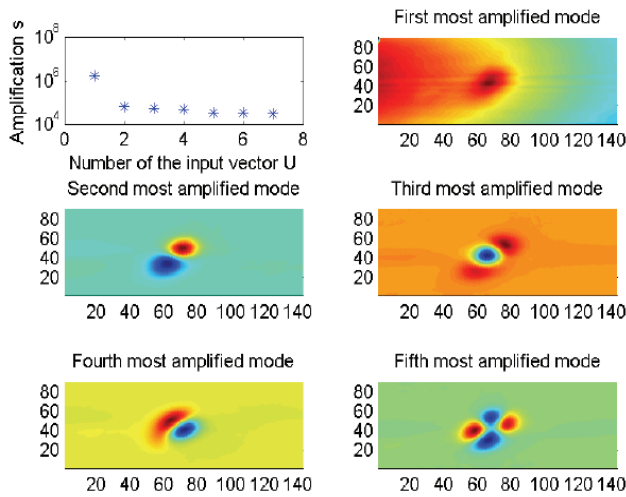 First most amplified mode
Amplification s
10^8
10^6
10^4
0 2 4 6 8
Number of the input vector U
80
60
40
20
20 40 60 80 100 120 140
Second most amplified mode
80
60
40
20
20 40 60 80 100 120 140
Third most amplified mode
80
60
40
20
20 40 60 80 100 120 140
Fourth most amplified mode
80
60
40
20
20 40 60 80 100 120 140
Fifth most amplified mode
80
60
40
20
20 40 60 80 100 120 140